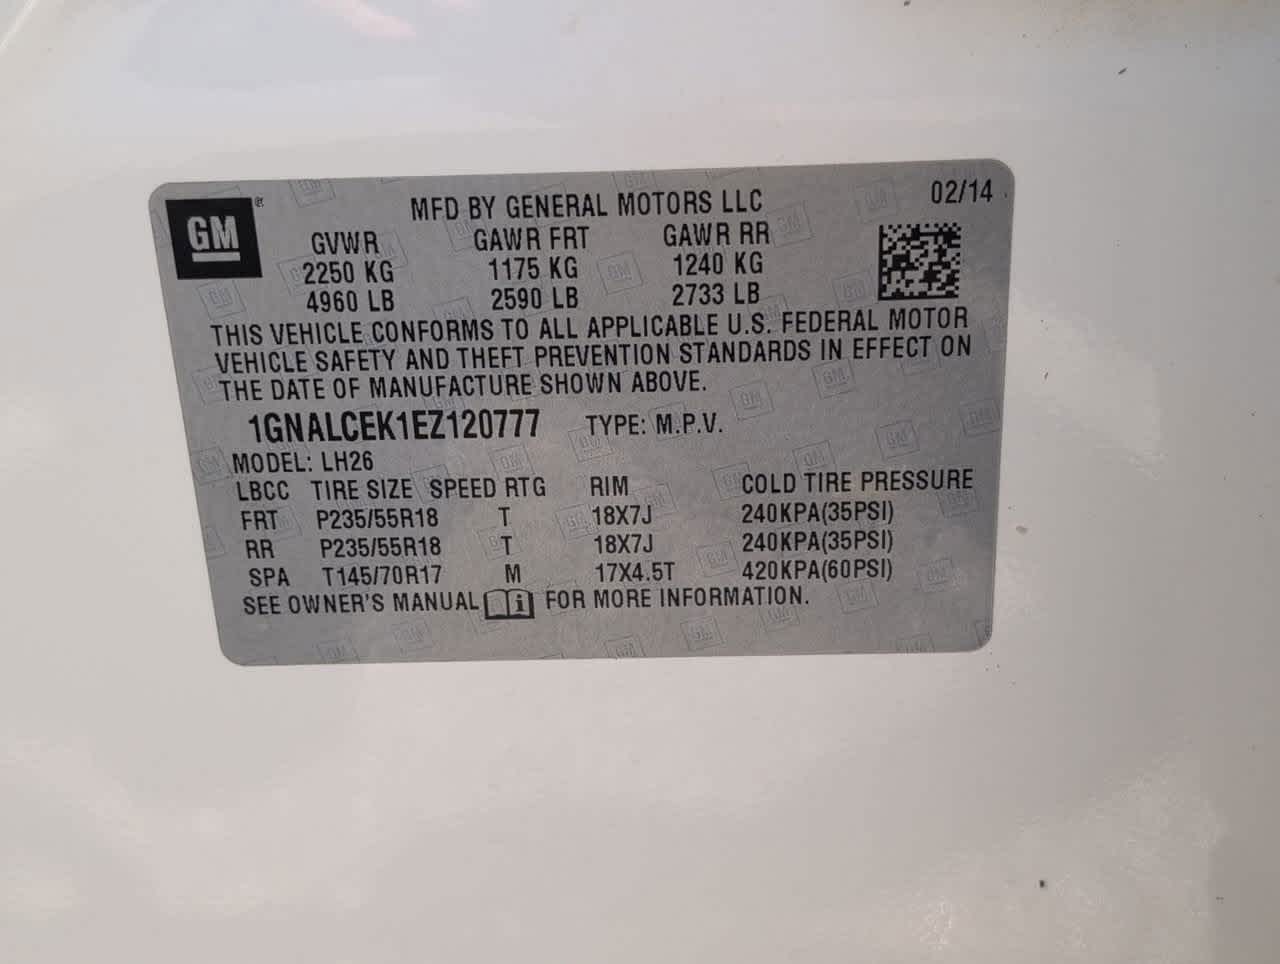 GM®
MFD BY GENERAL MOTORS LLC 02/14
GVWR GAWR FRT GAWR RR
2250 KG 1175 KG 1240 KG
4960 LB 2590 LB 2733 LB
THIS VEHICLE CONFORMS TO ALL APPLICABLE U.S. FEDERAL MOTOR
VEHICLE SAFETY AND THEFT PREVENTION STANDARDS IN EFFECT ON
THE DATE OF MANUFACTURE SHOWN ABOVE.
1GNALCEK1EZ120777 TYPE: M.P.V.
MODEL: LH26
LBCC TIRE SIZE SPEED RTG RIM COLD TIRE PRESSURE
FRT P235/55R18 T 18X7J 240KPA(35PSI)
RR P235/55R18 T 18X7J 240KPA(35PSI)
SPA T145/70R17 M 17X4.5T 420KPA(60PSI)
SEE OWNER'S MANUAL i FOR MORE INFORMATION.